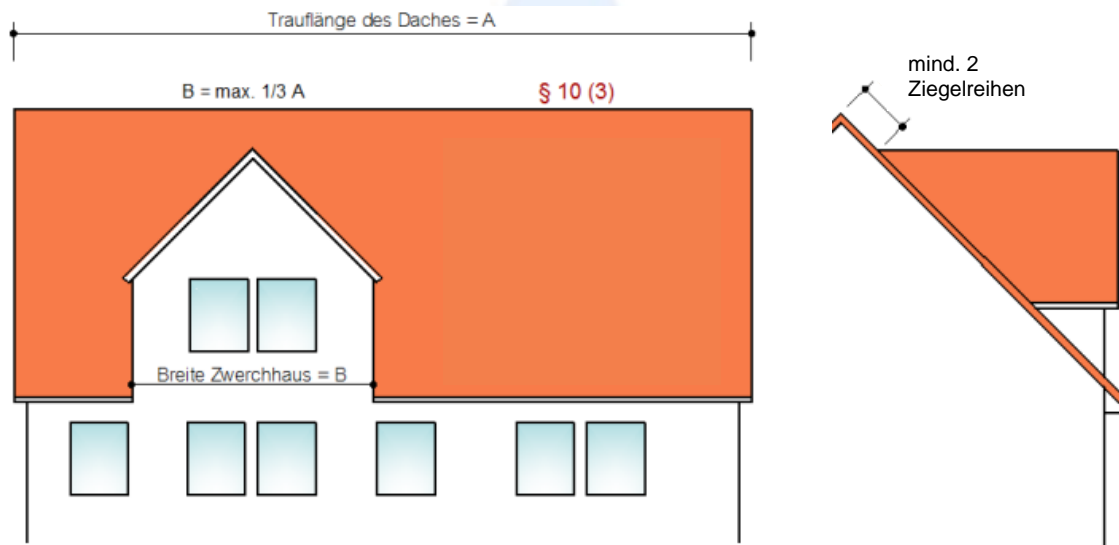 Trauflänge des Daches = A
B = max. 1/3 A
§ 10 (3)
mind. 2
Ziegelreihen
Breite Zwerchhaus = B